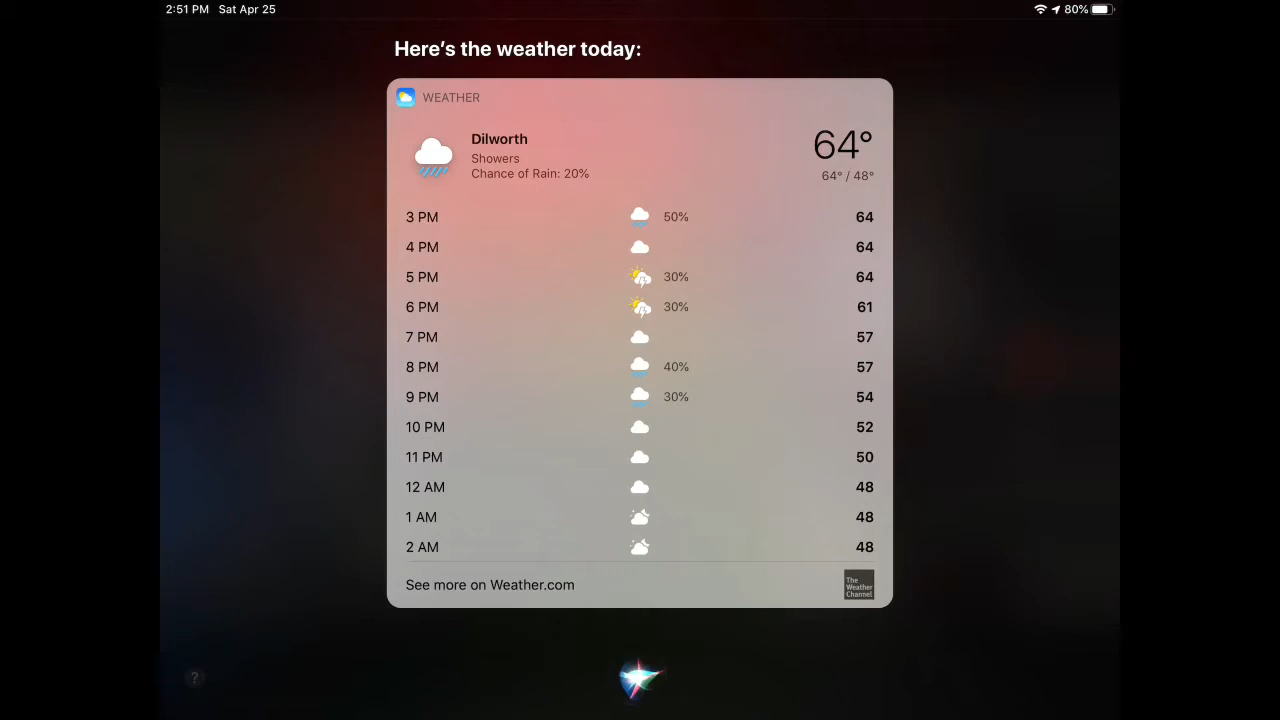 2:51 PM Sat Apr 25
80%
Here's the weather today:
WEATHER
Dilworth
Showers
Chance of Rain: 20%
64°
64° / 48°
3 PM 50% 64
4 PM 64
5 PM 30% 64
6 PM 30% 61
7 PM 57
8 PM 40% 57
9 PM 30% 54
10 PM 52
11 PM 50
12 AM 48
1 AM 48
2 AM 48
See more on Weather.com
The
Weather
Channel
?